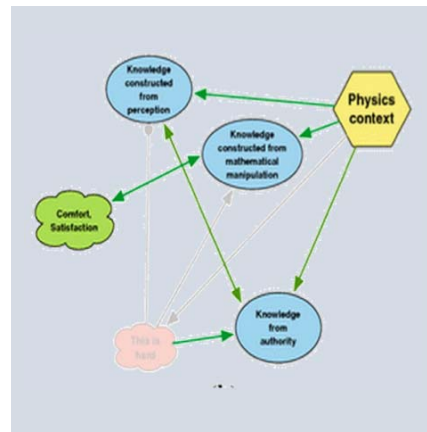 Knowledge
constructed
from
perception
Physics
context
Knowledge
constructed from
mathematical
manipulation
Comfort,
Satisfaction
This is
hard
Knowledge
from
authority